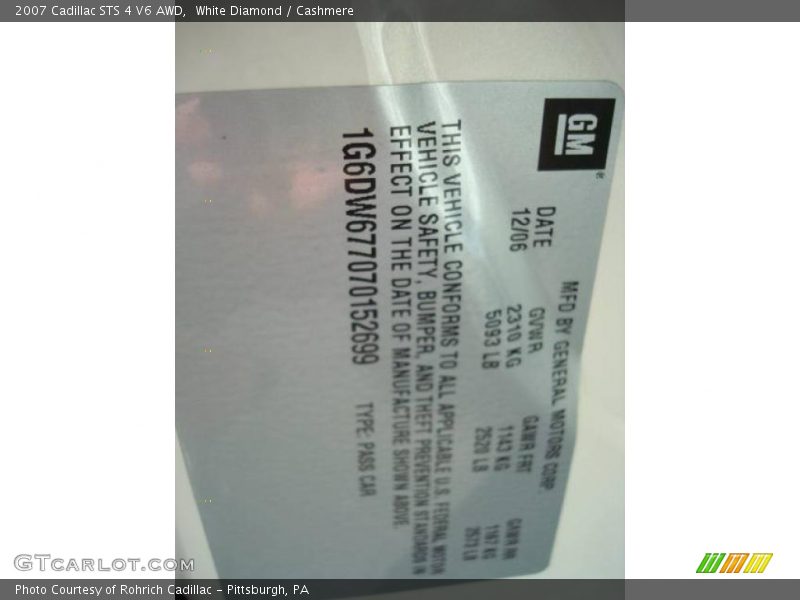 2007 Cadillac STS 4 V6 AWD, White Diamond / Cashmere
GM
MFD BY GENERAL MOTORS CORP.
DATE GVWR GAWR FRT GAWR RR
12/06 2310 KG 1143 KG 1167 KG
5093 LB 2520 LB
THIS VEHICLE CONFORMS TO ALL APPLICABLE U.S. FEDERAL MOTOR
VEHICLE SAFETY, BUMPER, AND THEFT PREVENTION STANDARDS IN
EFFECT ON THE DATE OF MANUFACTURE SHOWN ABOVE.
1G6DW677070152699 TYPE: PASS CAR
GTCarlot.com
Photo Courtesy of Rohrich Cadillac - Pittsburgh, PA